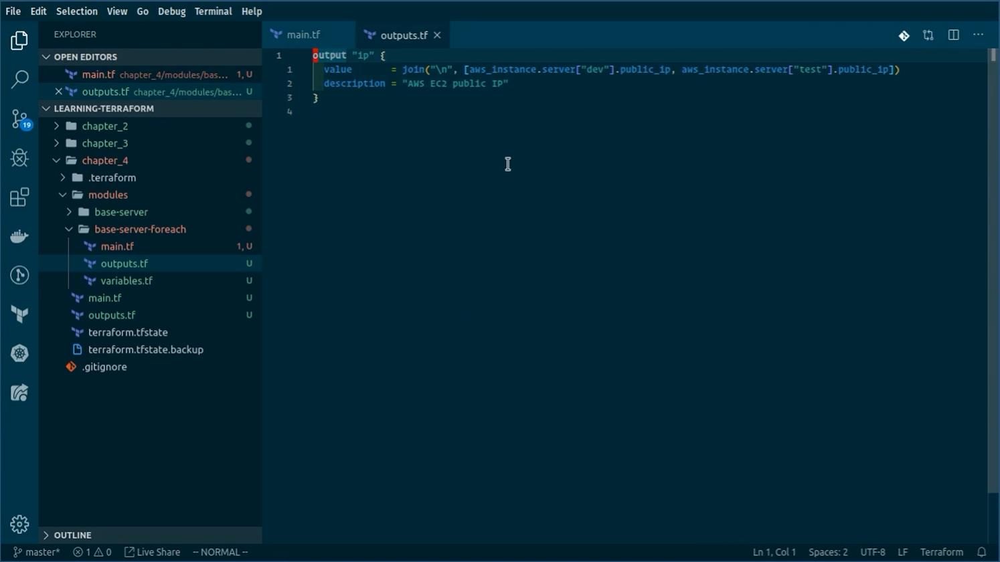 File Edit Selection View Go Debug Terminal Help
EXPLORER
OPEN EDITORS
main.tf chapter_4/modules/bas... 1, U
outputs.tf chapter_4/modules/bas... U
LEARNING-TERRAFORM
chapter_2
chapter_3
chapter_4
.terraform
modules
base-server
base-server-foreach
main.tf 1, U
outputs.tf U
variables.tf U
main.tf U
outputs.tf U
terraform.tfstate
terraform.tfstate.backup
.gitignore
OUTLINE
19
main.tf outputs.tf
1 output "ip" {
1 value = join("\n", [aws_instance.server["dev"].public_ip, aws_instance.server["test"].public_ip])
2 description = "AWS EC2 public IP"
3 }
4
master* 1 0 Live Share -- NORMAL -- Ln 1, Col 1 Spaces: 2 UTF-8 LF Terraform